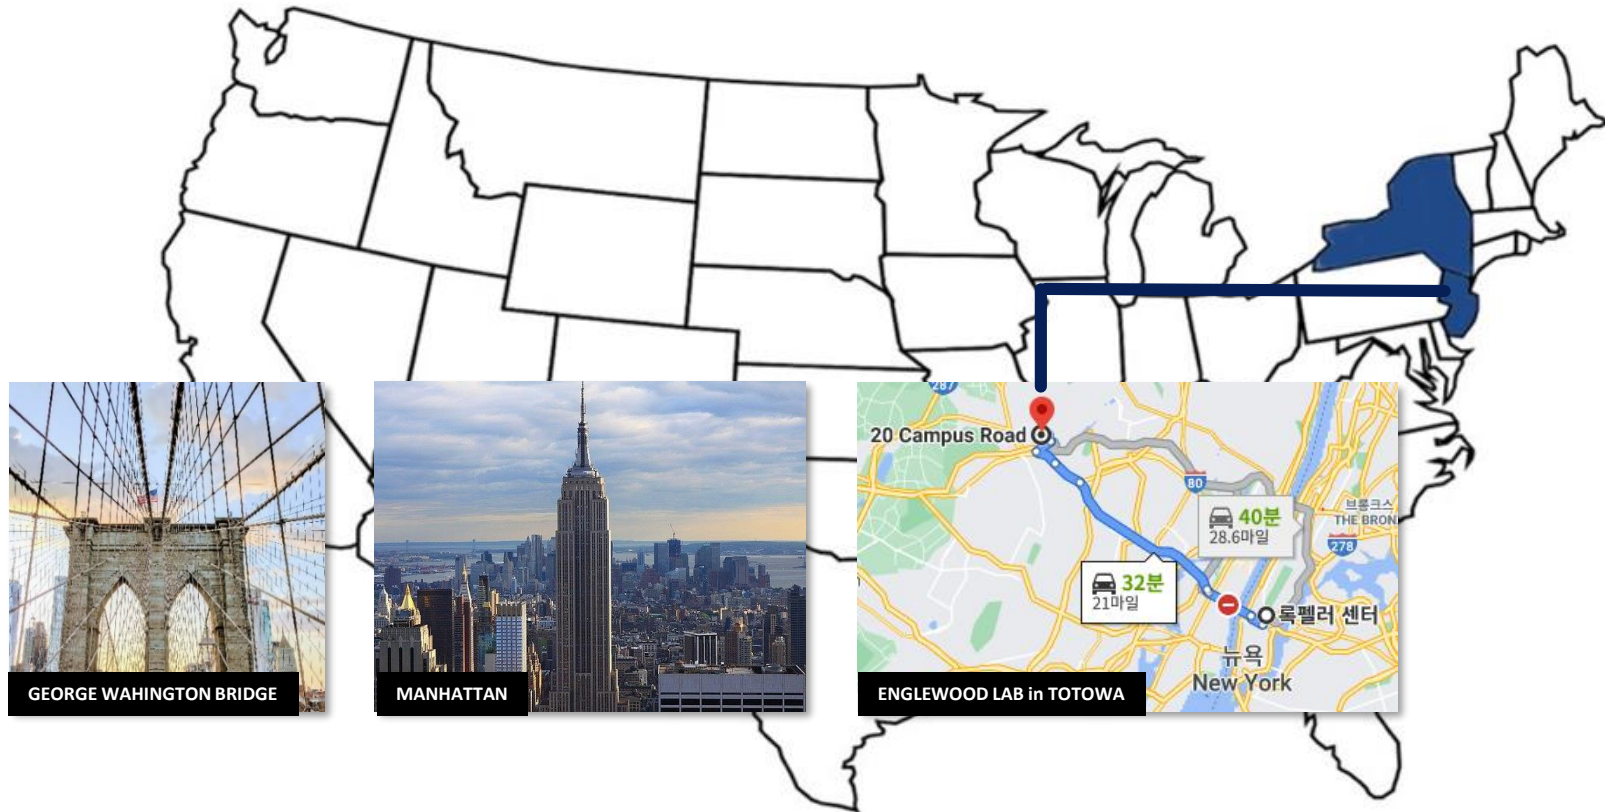 287
20 Campus Road
80
브롱크스
THE BRON
40분
28.6마일
278
32분
21마일
록펠러 센터
뉴욕
New York
GEORGE WAHINGTON BRIDGE
MANHATTAN
ENGLEWOOD LAB in TOTOWA